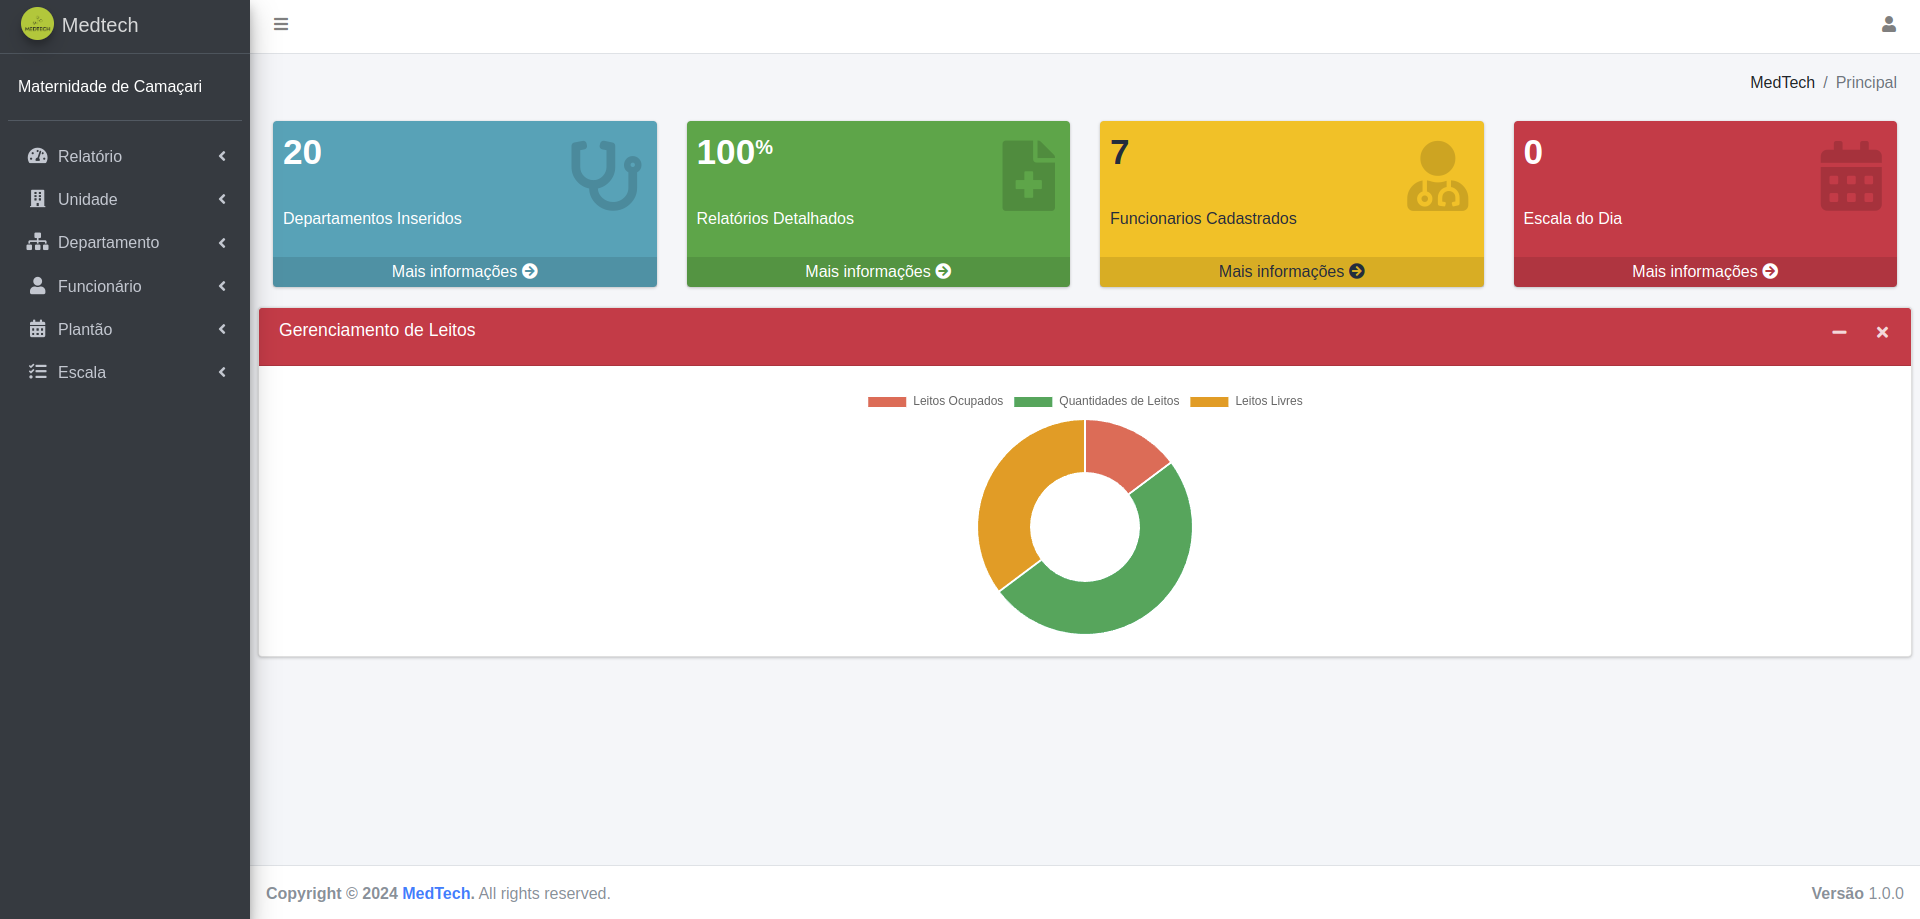 MEDTECH
Medtech
MedTech / Principal
Maternidade de Camaçari
Relatório
Unidade
Departamento
Funcionário
Plantão
Escala
20
Departamentos Inseridos
Mais informações
100%
Relatórios Detalhados
Mais informações
7
Funcionarios Cadastrados
Mais informações
0
Escala do Dia
Mais informações
Gerenciamento de Leitos
Leitos Ocupados
Quantidades de Leitos
Leitos Livres
Copyright © 2024 MedTech. All rights reserved.
Versão 1.0.0